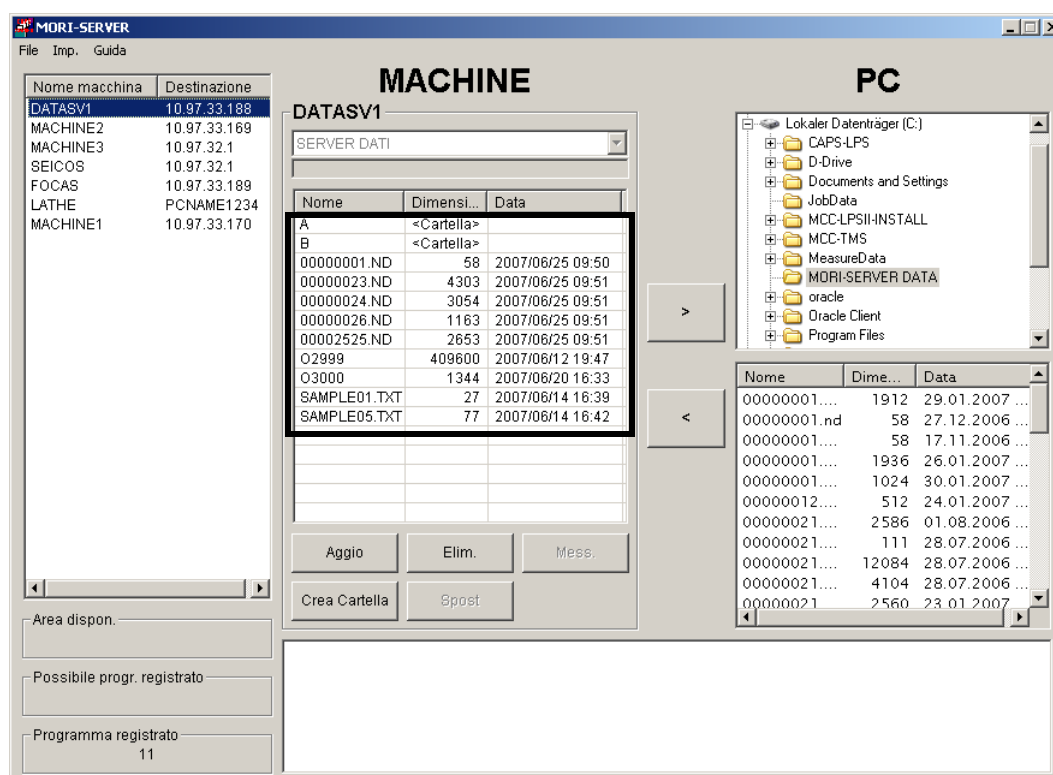 MORI-SERVER
File Imp. Guida
Nome macchina Destinazione
DATASV1 10.97.33.188
MACHINE2 10.97.33.169
MACHINE3 10.97.32.1
SEICOS 10.97.32.1
FOCAS 10.97.33.189
LATHE PCNAME1234
MACHINE1 10.97.33.170
Area dispon.
Possibile progr. registrato
Programma registrato
11
MACHINE
DATASV1
SERVER DATI
Nome Dimensi... Data
A <Cartella>
B <Cartella>
00000001.ND 58 2007/06/25 09:50
00000023.ND 4303 2007/06/25 09:51
00000024.ND 3054 2007/06/25 09:51
00000026.ND 1163 2007/06/25 09:51
00002525.ND 2653 2007/06/25 09:51
O2999 409600 2007/06/12 19:47
O3000 1344 2007/06/20 16:33
SAMPLE01.TXT 27 2007/06/14 16:39
SAMPLE05.TXT 77 2007/06/14 16:42
Aggio Elim. Mess.
Crea Cartella Spost
>
<
PC
Lokaler Datenträger (C:)
CAPS-LPS
D-Drive
Documents and Settings
JobData
MCC-LPSII-INSTALL
MCC-TMS
MeasureData
MORI-SERVER DATA
oracle
Oracle Client
Program Files
Nome Dime... Data
00000001.... 1912 29.01.2007 ...
00000001.nd 58 27.12.2006 ...
00000001.... 58 17.11.2006 ...
00000001.... 1936 26.01.2007 ...
00000001.... 1024 30.01.2007 ...
00000012.... 512 24.01.2007 ...
00000021.... 2586 01.08.2006 ...
00000021.... 111 28.07.2006 ...
00000021.... 12084 28.07.2006 ...
00000021.... 4104 28.07.2006 ...
00000021 2560 23.01.2007